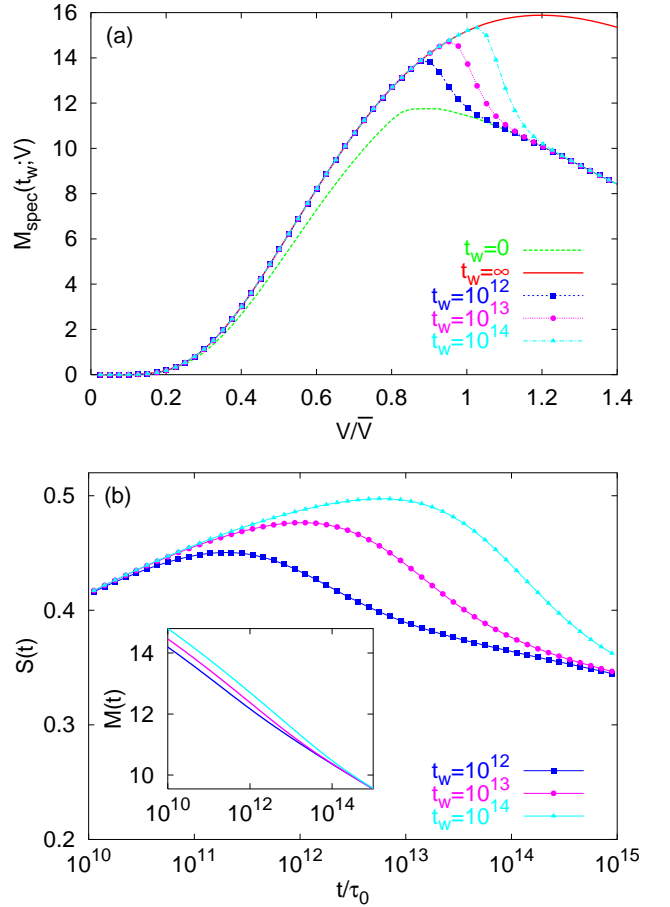 (a)
M_spec(t_w;V)
16
14
12
10
8
6
4
2
0
0 0.2 0.4 0.6 0.8 1 1.2 1.4
V/V̅
t_w=0
t_w=∞
t_w=10^12
t_w=10^13
t_w=10^14
(b)
S(t)
0.5
0.4
0.3
0.2
M(t)
14
12
10
10^10 10^12 10^14
t_w=10^12
t_w=10^13
t_w=10^14
10^10 10^11 10^12 10^13 10^14 10^15
t/τ_0